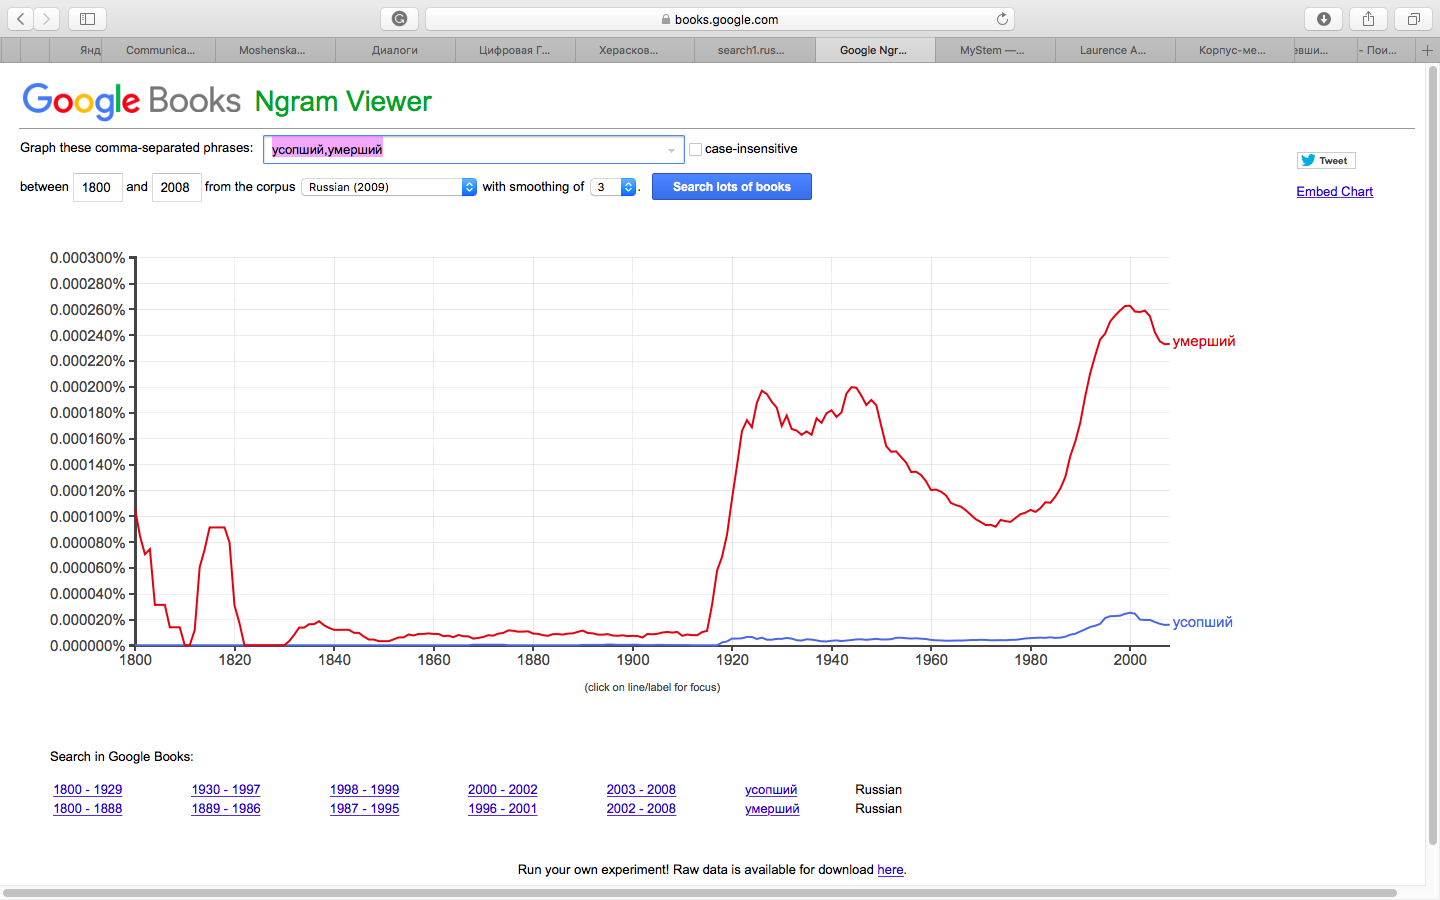 books.google.com
Янд
Communica...
Moshenska...
Диалоги
Цифровая Г...
Херасков...
search1.rus...
Google Ngr...
MyStem —...
Laurence A...
Корпус-ме...
евши...
- Пои...
Google Books Ngram Viewer
Graph these comma-separated phrases: усопший,умерший case-insensitive
between 1800 and 2008 from the corpus Russian (2009) with smoothing of 3 . Search lots of books
Tweet
Embed Chart
0.000300%
0.000280%
0.000260%
0.000240%
0.000220%
0.000200%
0.000180%
0.000160%
0.000140%
0.000120%
0.000100%
0.000080%
0.000060%
0.000040%
0.000020%
0.000000%
умерший
усопший
1800 1820 1840 1860 1880 1900 1920 1940 1960 1980 2000
(click on line/label for focus)
Search in Google Books:
1800 - 1929 1930 - 1997 1998 - 1999 2000 - 2002 2003 - 2008 усопший Russian
1800 - 1888 1889 - 1986 1987 - 1995 1996 - 2001 2002 - 2008 умерший Russian
Run your own experiment! Raw data is available for download here.